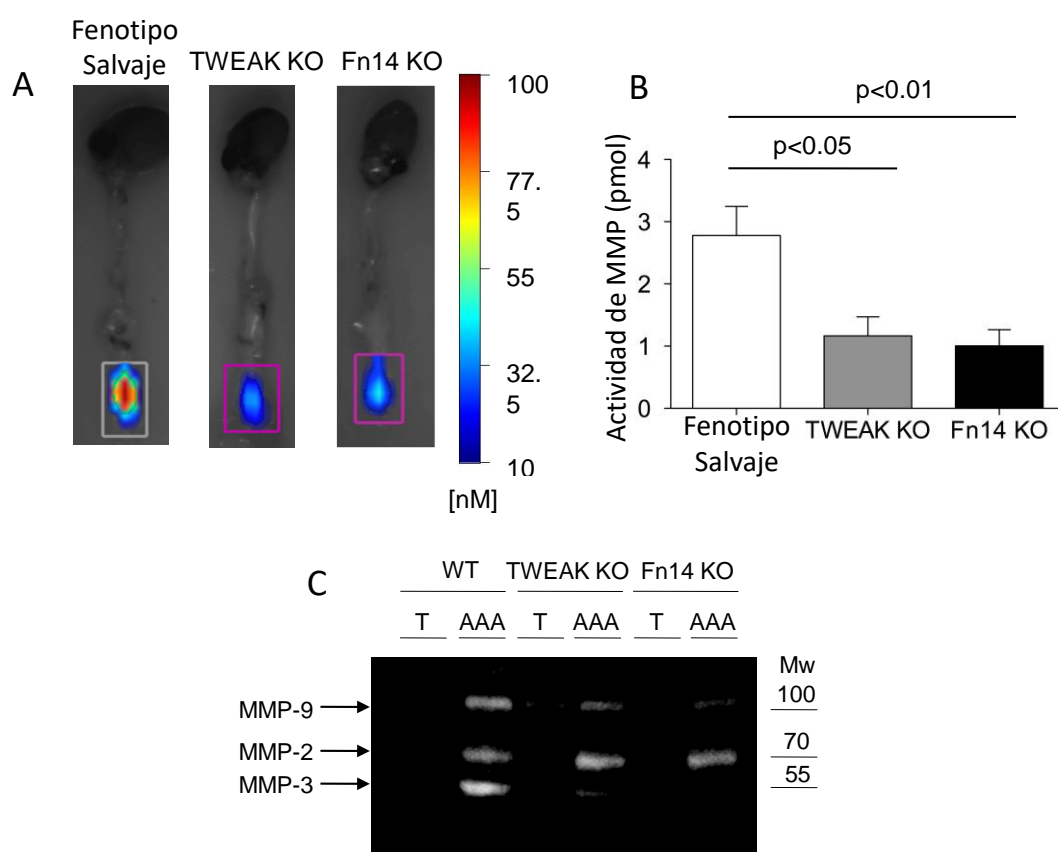 Fenotipo
Salvaje
TWEAK KO
Fn14 KO
A
100
77.
5
55
32.
5
10
[nM]
B
p<0.01
p<0.05
Actividad de MMP (pmol)
4
3
2
1
0
Fenotipo
Salvaje
TWEAK KO
Fn14 KO
C
WT TWEAK KO Fn14 KO
T AAA T AAA T AAA
Mw
100
70
55
MMP-9
MMP-2
MMP-3